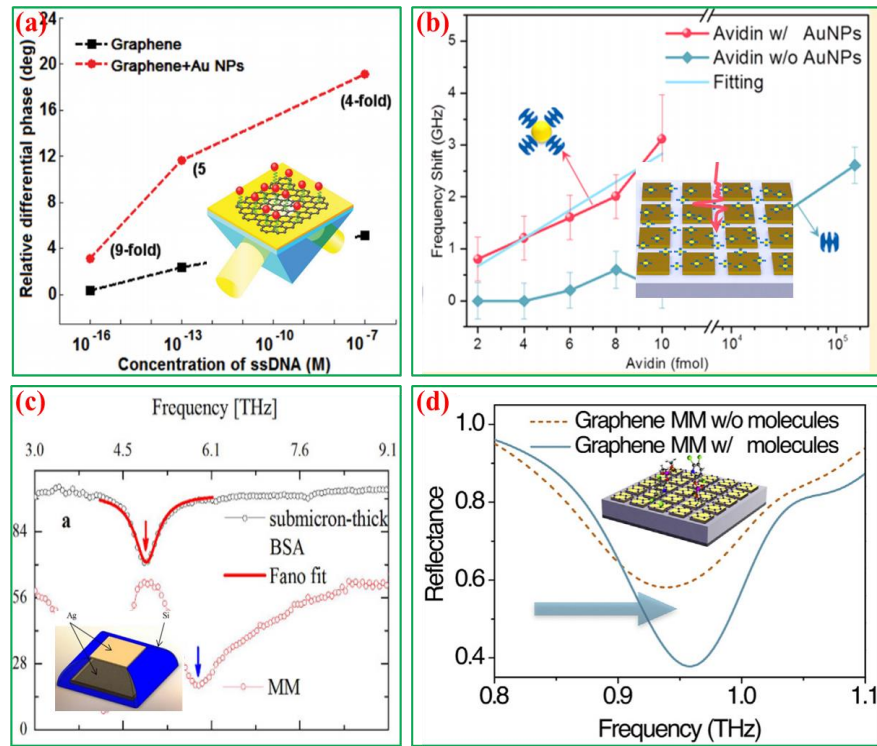 (a)
24
20
16
12
8
4
0
Relative differential phase (deg)
Graphene
Graphene+Au NPs
(4-fold)
(5
(9-fold)
10-16
10-13
10-10
10-7
Concentration of ssDNA (M)
(b)
5
4
3
2
1
0
Frequency Shift (GHz)
Avidin w/ AuNPs
Avidin w/o AuNPs
Fitting
2
4
6
8
10
10⁴
10⁵
Avidin (fmol)
(c)
Frequency [THz]
3.0
4.5
6.1
7.6
9.1
84
56
28
0
a
submicron-thick
BSA
Fano fit
MM
Ag
Si
(d)
1.0
0.8
0.6
0.4
Reflectance
Graphene MM w/o molecules
Graphene MM w/ molecules
0.8
0.9
1.0
1.1
Frequency (THz)